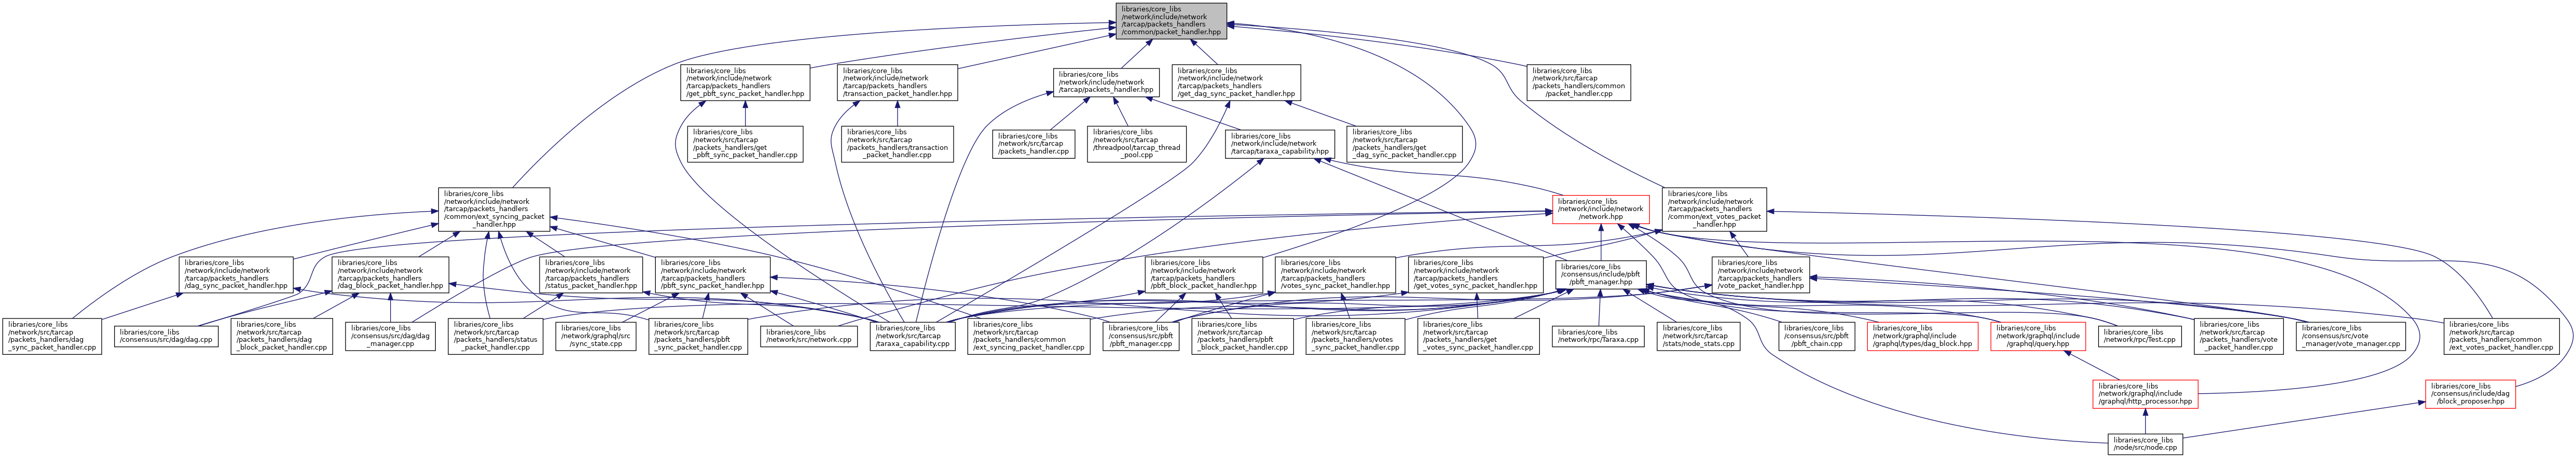 libraries/core_libs
/network/include/network
/tarcap/packets_handlers
/common/packet_handler.hpp
libraries/core_libs
/network/include/network
/tarcap/packets_handlers
/get_pbft_sync_packet_handler.hpp
libraries/core_libs
/network/include/network
/tarcap/packets_handlers
/transaction_packet_handler.hpp
libraries/core_libs
/network/include/network
/tarcap/packets_handler.hpp
libraries/core_libs
/network/include/network
/tarcap/packets_handlers
/get_dag_sync_packet_handler.hpp
libraries/core_libs
/network/src/tarcap
/packets_handlers/common
/packet_handler.cpp
libraries/core_libs
/network/src/tarcap
/packets_handlers/get
_pbft_sync_packet_handler.cpp
libraries/core_libs
/network/src/tarcap
/packets_handlers/transaction
_packet_handler.cpp
libraries/core_libs
/network/src/tarcap
/packets_handler.cpp
libraries/core_libs
/network/src/tarcap
/threadpool/tarcap_thread
_pool.cpp
libraries/core_libs
/network/include/network
/tarcap/taraxa_capability.hpp
libraries/core_libs
/network/src/tarcap
/packets_handlers/get
_dag_sync_packet_handler.cpp
libraries/core_libs
/network/include/network
/tarcap/packets_handlers
/common/ext_syncing_packet
_handler.hpp
libraries/core_libs
/network/include/network
/network.hpp
libraries/core_libs
/network/include/network
/tarcap/packets_handlers
/common/ext_votes_packet
_handler.hpp
libraries/core_libs
/network/include/network
/tarcap/packets_handlers
/dag_sync_packet_handler.hpp
libraries/core_libs
/network/include/network
/tarcap/packets_handlers
/dag_block_packet_handler.hpp
libraries/core_libs
/network/include/network
/tarcap/packets_handlers
/status_packet_handler.hpp
libraries/core_libs
/network/include/network
/tarcap/packets_handlers
/pbft_sync_packet_handler.hpp
libraries/core_libs
/network/include/network
/tarcap/packets_handlers
/pbft_block_packet_handler.hpp
libraries/core_libs
/network/include/network
/tarcap/packets_handlers
/votes_sync_packet_handler.hpp
libraries/core_libs
/network/include/network
/tarcap/packets_handlers
/get_votes_sync_packet_handler.hpp
libraries/core_libs
/consensus/include/pbft
/pbft_manager.hpp
libraries/core_libs
/network/include/network
/tarcap/packets_handlers
/vote_packet_handler.hpp
libraries/core_libs
/network/src/tarcap
/packets_handlers/dag
_sync_packet_handler.cpp
libraries/core_libs
/consensus/src/dag/dag.cpp
libraries/core_libs
/network/src/tarcap
/packets_handlers/dag
_block_packet_handler.cpp
libraries/core_libs
/consensus/src/dag/dag
_manager.cpp
libraries/core_libs
/network/src/tarcap
/packets_handlers/status
_packet_handler.cpp
libraries/core_libs
/network/graphql/src
/sync_state.cpp
libraries/core_libs
/network/src/tarcap
/packets_handlers/pbft
_sync_packet_handler.cpp
libraries/core_libs
/network/src/network.cpp
libraries/core_libs
/network/src/tarcap
/taraxa_capability.cpp
libraries/core_libs
/network/src/tarcap
/packets_handlers/common
/ext_syncing_packet_handler.cpp
libraries/core_libs
/consensus/src/pbft
/pbft_manager.cpp
libraries/core_libs
/network/src/tarcap
/packets_handlers/pbft
_block_packet_handler.cpp
libraries/core_libs
/network/src/tarcap
/packets_handlers/votes
_sync_packet_handler.cpp
libraries/core_libs
/network/src/tarcap
/packets_handlers/get
_votes_sync_packet_handler.cpp
libraries/core_libs
/network/rpc/Taraxa.cpp
libraries/core_libs
/network/src/tarcap
/stats/node_stats.cpp
libraries/core_libs
/consensus/src/pbft
/pbft_chain.cpp
libraries/core_libs
/network/graphql/include
/graphql/types/dag_block.hpp
libraries/core_libs
/network/graphql/include
/graphql/query.hpp
libraries/core_libs
/network/rpc/Test.cpp
libraries/core_libs
/network/src/tarcap
/packets_handlers/vote
_packet_handler.cpp
libraries/core_libs
/consensus/src/vote
_manager/vote_manager.cpp
libraries/core_libs
/network/src/tarcap
/packets_handlers/common
/ext_votes_packet_handler.cpp
libraries/core_libs
/network/graphql/include
/graphql/http_processor.hpp
libraries/core_libs
/consensus/include/dag
/block_proposer.hpp
libraries/core_libs
/node/src/node.cpp